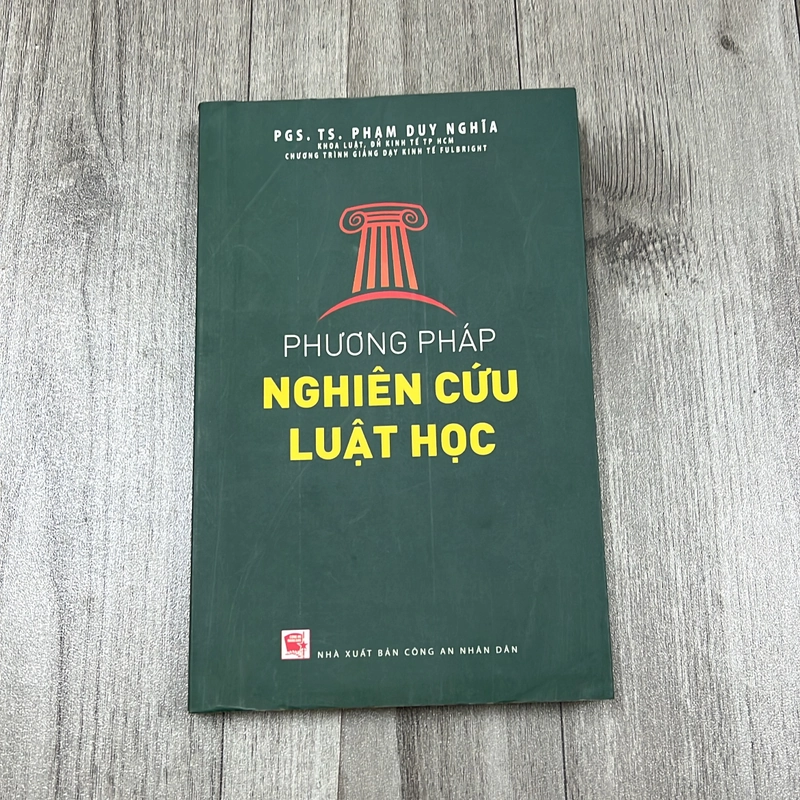 PGS. TS. PHẠM DUY NGHĨA
KHOA LUẬT, ĐH KINH TẾ TP HCM
CHƯƠNG TRÌNH GIẢNG DẠY KINH TẾ FULBRIGHT
PHƯƠNG PHÁP
NGHIÊN CỨU
LUẬT HỌC
NHÀ XUẤT BẢN CÔNG AN NHÂN DÂN